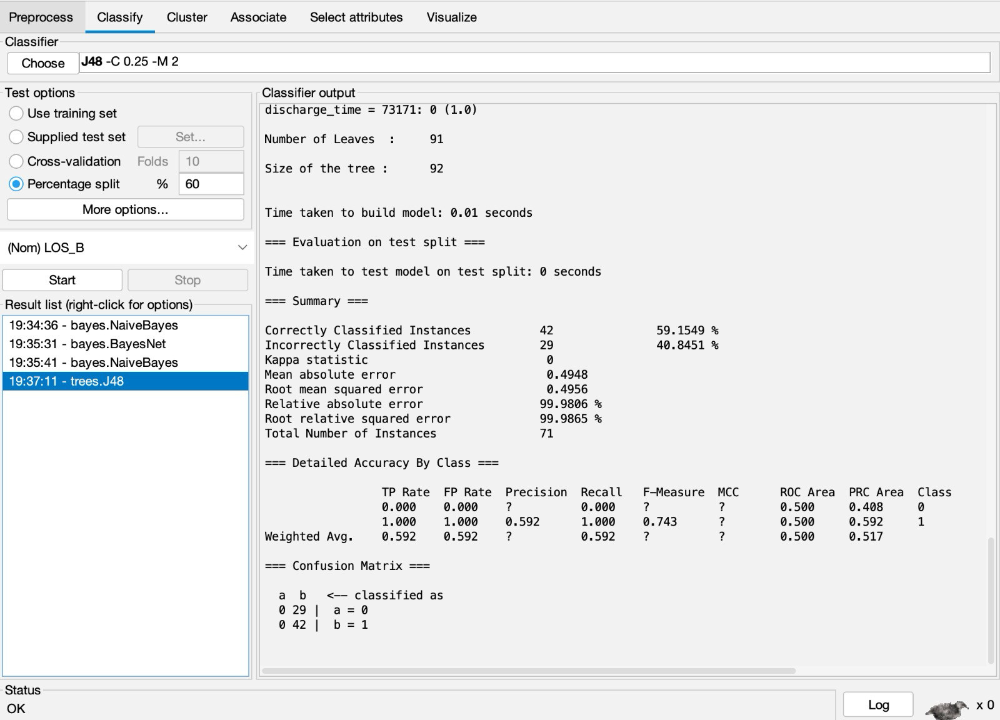 Preprocess Classify Cluster Associate Select attributes Visualize
Classifier
Choose J48 -C 0.25 -M 2
Test options
Use training set
Supplied test set Set...
Cross-validation Folds 10
Percentage split % 60
More options...
(Nom) LOS_B
Start Stop
Result list (right-click for options)
19:34:36 - bayes.NaiveBayes
19:35:31 - bayes.BayesNet
19:35:41 - bayes.NaiveBayes
19:37:11 - trees.J48
Classifier output
discharge_time = 73171: 0 (1.0)
Number of Leaves : 91
Size of the tree : 92
Time taken to build model: 0.01 seconds
=== Evaluation on test split ===
Time taken to test model on test split: 0 seconds
=== Summary ===
Correctly Classified Instances 42 59.1549 %
Incorrectly Classified Instances 29 40.8451 %
Kappa statistic 0
Mean absolute error 0.4948
Root mean squared error 0.4956
Relative absolute error 99.9806 %
Root relative squared error 99.9865 %
Total Number of Instances 71
=== Detailed Accuracy By Class ===
TP Rate FP Rate Precision Recall F-Measure MCC ROC Area PRC Area Class
0.000 0.000 ? 0.000 ? ? 0.500 0.408 0
1.000 1.000 0.592 1.000 0.743 ? 0.500 0.592 1
Weighted Avg. 0.592 0.592 ? 0.592 ? ? 0.500 0.517
=== Confusion Matrix ===
a b <-- classified as
0 29 | a = 0
0 42 | b = 1
Status
OK
Log x 0